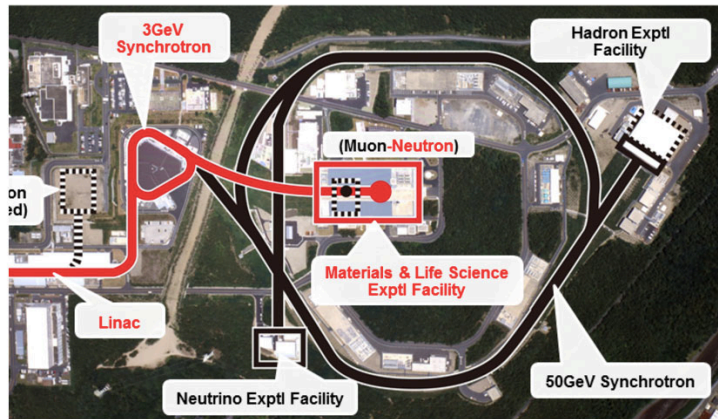 3GeV
Synchrotron
Hadron Exptl
Facility
(Muon-Neutron)
on
ed)
Materials & Life Science
Exptl Facility
Linac
50GeV Synchrotron
Neutrino Exptl Facility